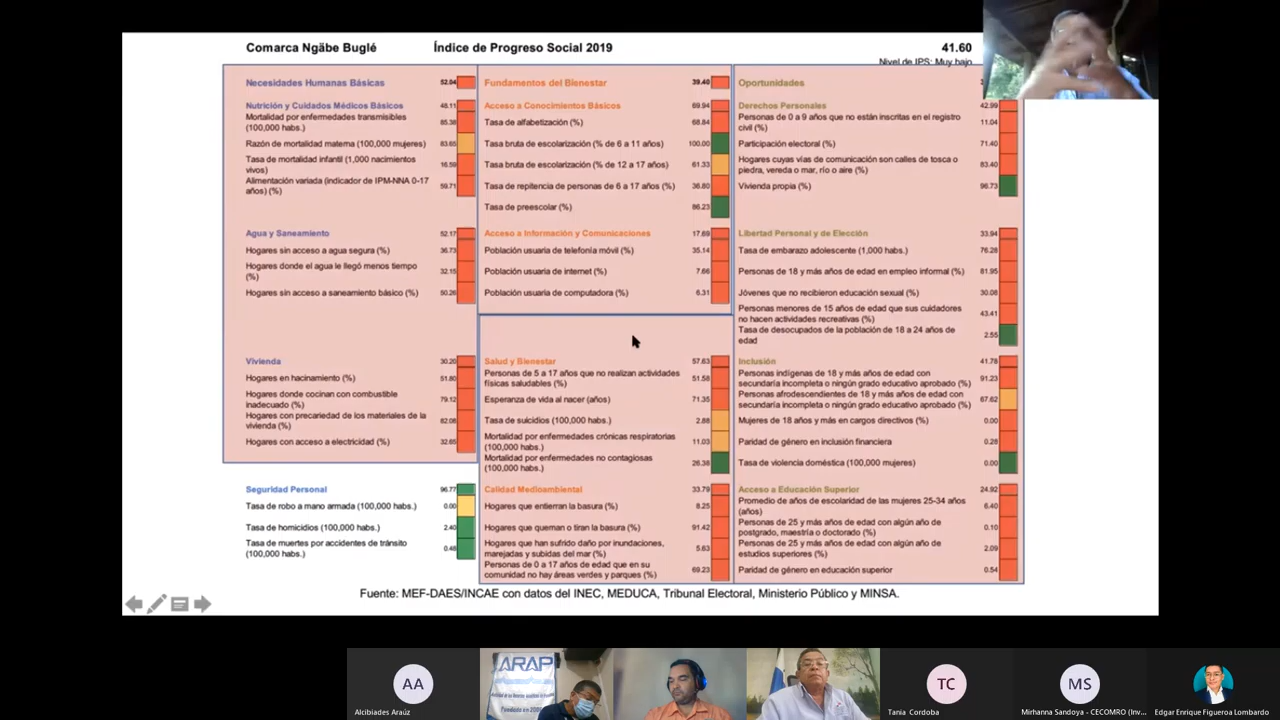 Comarca Ngäbe Buglé
Índice de Progreso Social 2019
41.60
Nivel de IPS: Muy bajo
Necesidades Humanas Básicas 52.84
Nutrición y Cuidados Médicos Básicos 48.11
Mortalidad por enfermedades transmisibles
(100,000 habs.) 85.38
Razón de mortalidad materna (100,000 mujeres) 83.65
Tasa de mortalidad infantil (1,000 nacimientos
vivos) 16.59
Alimentación variada (indicador de IPM-NNA 0-17
años) (%) 59.71
Agua y Saneamiento 52.17
Hogares sin acceso a agua segura (%) 36.73
Hogares donde el agua le llegó menos tiempo
(%) 32.15
Hogares sin acceso a saneamiento básico (%) 50.26
Vivienda 30.20
Hogares en hacinamiento (%) 51.80
Hogares donde cocinan con combustible
inadecuado (%) 79.12
Hogares con precariedad de los materiales de la
vivienda (%) 82.08
Hogares con acceso a electricidad (%) 32.65
Seguridad Personal 96.77
Tasa de robo a mano armada (100,000 habs.) 0.00
Tasa de homicidios (100,000 habs.) 2.40
Tasa de muertes por accidentes de tránsito
(100,000 habs.) 0.48
Fundamentos del Bienestar 39.40
Acceso a Conocimientos Básicos 69.94
Tasa de alfabetización (%) 68.84
Tasa bruta de escolarización (% de 6 a 11 años) 100.00
Tasa bruta de escolarización (% de 12 a 17 años) 61.33
Tasa de repitencia de personas de 6 a 17 años (%) 36.80
Tasa de preescolar (%) 86.23
Acceso a Información y Comunicaciones 17.69
Población usuaria de telefonía móvil (%) 35.14
Población usuaria de internet (%) 7.66
Población usuaria de computadora (%) 6.31
Salud y Bienestar 57.63
Personas de 5 a 17 años que no realizan actividades
físicas saludables (%) 51.58
Esperanza de vida al nacer (años) 71.35
Tasa de suicidios (100,000 habs.) 2.88
Mortalidad por enfermedades crónicas respiratorias
(100,000 habs.) 11.03
Mortalidad por enfermedades no contagiosas
(100,000 habs.) 26.38
Calidad Medioambiental 33.79
Hogares que entierran la basura (%) 8.25
Hogares que queman o tiran la basura (%) 91.42
Hogares que han sufrido daño por inundaciones,
marejadas y subidas del mar (%) 5.63
Personas de 0 a 17 años de edad que en su
comunidad no hay áreas verdes y parques (%) 69.23
Oportunidades
Derechos Personales 42.99
Personas de 0 a 9 años que no están inscritas en el registro
civil (%) 11.04
Participación electoral (%) 71.40
Hogares cuyas vías de comunicación son calles de tosca o
piedra, vereda o mar, río o aire (%) 83.40
Vivienda propia (%) 96.73
Libertad Personal y de Elección 33.94
Tasa de embarazo adolescente (1,000 habs.) 76.28
Personas de 18 y más años de edad en empleo informal (%) 81.95
Jóvenes que no recibieron educación sexual (%) 30.08
Personas menores de 15 años de edad que sus cuidadores
no hacen actividades recreativas (%) 43.41
Tasa de desocupados de la población de 18 a 24 años de
edad 2.55
Inclusión 41.78
Personas indígenas de 18 y más años de edad con
secundaria incompleta o ningún grado educativo aprobado (%) 91.23
Personas afrodescendientes de 18 y más años de edad con
secundaria incompleta o ningún grado educativo aprobado (%) 67.62
Mujeres de 18 años y más en cargos directivos (%) 0.00
Paridad de género en inclusión financiera 0.28
Tasa de violencia doméstica (100,000 mujeres) 0.00
Acceso a Educación Superior 24.92
Promedio de años de escolaridad de las mujeres 25-34 años
(años) 6.40
Personas de 25 y más años de edad con algún año de
postgrado, maestría o doctorado (%) 0.10
Personas de 25 y más años de edad con algún año de
estudios superiores (%) 2.09
Paridad de género en educación superior 0.54
Fuente: MEF-DAES/INCAE con datos del INEC, MEDUCA, Tribunal Electoral, Ministerio Público y MINSA.
AA
ARAP
TC
MS
Alcibiades Araúz
Tania Cordoba
Mirhanna Sandoya - CECOMRO (Inv...
Edgar Enrique Figueroa Lombardo